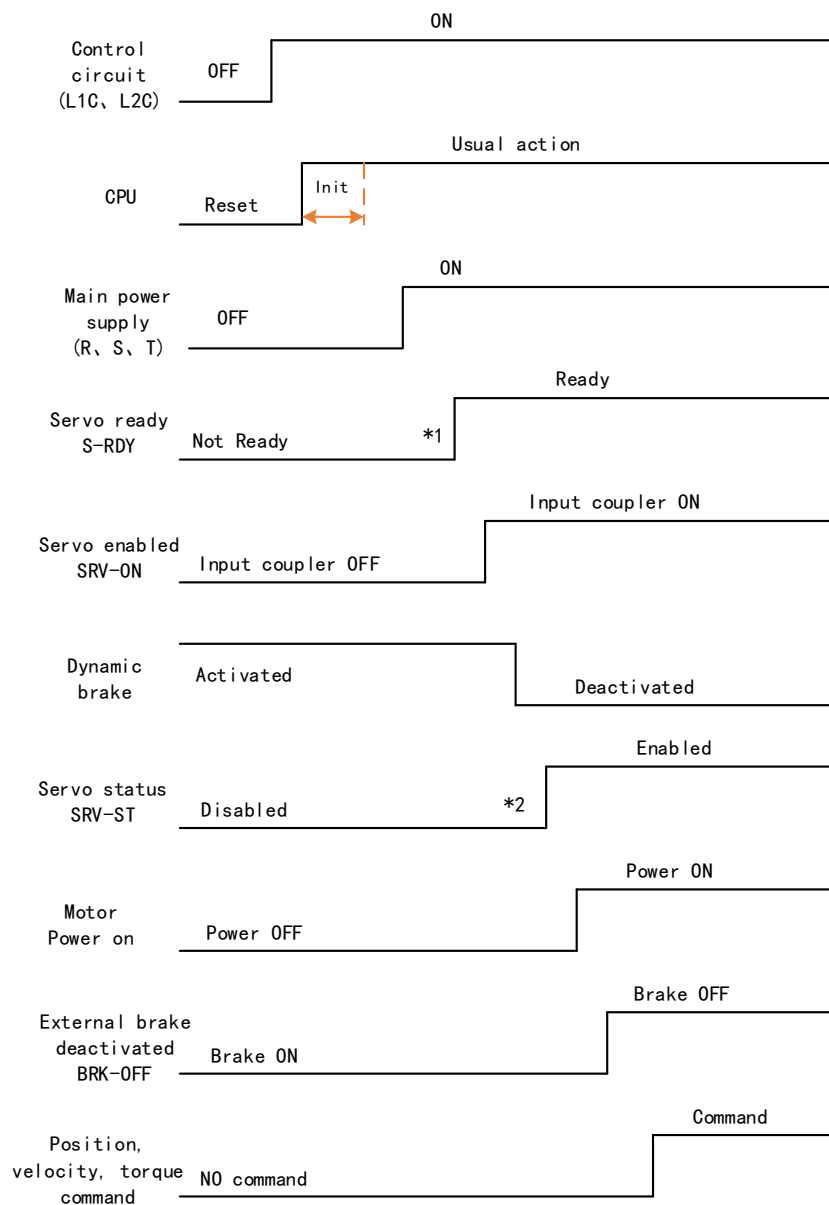 ON
Control
circuit
(L1C、L2C)
OFF
Usual action
CPU
Reset
Init
ON
Main power
supply
(R、S、T)
OFF
Ready
Servo ready
S-RDY
Not Ready
*1
Input coupler ON
Servo enabled
SRV-ON
Input coupler OFF
Dynamic
brake
Activated
Deactivated
Enabled
Servo status
SRV-ST
Disabled
*2
Power ON
Motor
Power on
Power OFF
Brake OFF
External brake
deactivated
BRK-OFF
Brake ON
Command
Position,
velocity, torque
command
NO command